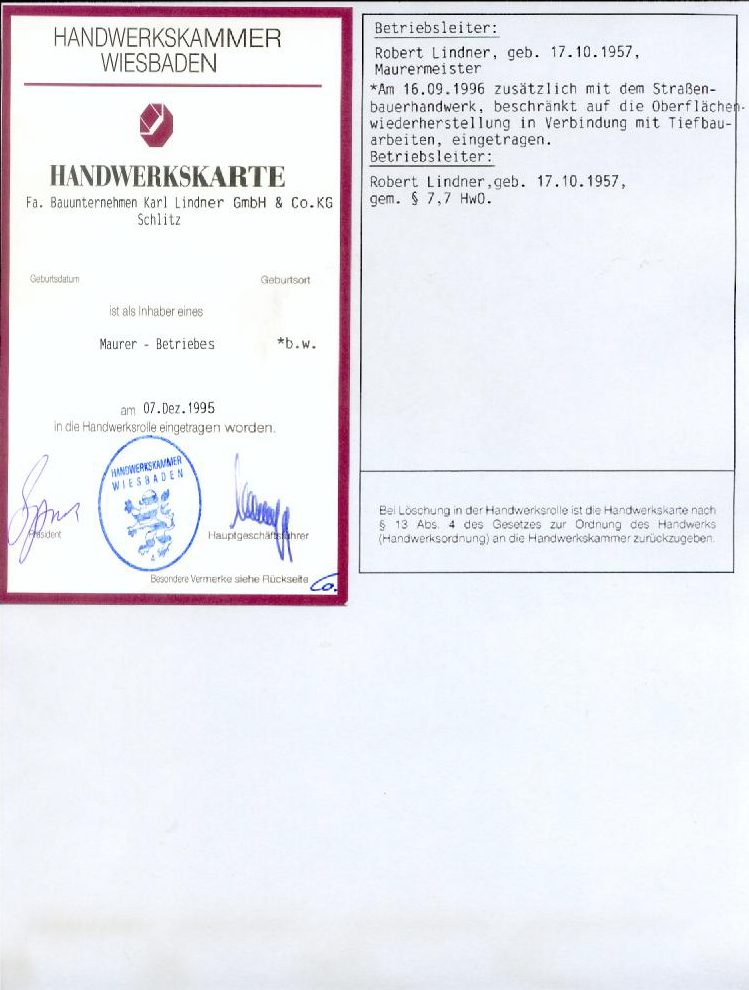 HANDWERKSKAMMER
WIESBADEN
HANDWERKSKARTE
Fa. Bauunternehmen Karl Lindner GmbH & Co.KG
Schlitz
Geburtsdatum Geburtsort
ist als Inhaber eines
Maurer - Betriebes *b.w.
am 07.Dez.1995
in die Handwerksrolle eingetragen worden.
HANDWERKSKAMMER
WIESBADEN
Präsident
Hauptgeschäftsführer
Besondere Vermerke siehe Rückseite
Betriebsleiter:
Robert Lindner, geb. 17.10.1957,
Maurermeister
*Am 16.09.1996 zusätzlich mit dem Straßen-
bauerhandwerk, beschränkt auf die Oberflächen-
wiederherstellung in Verbindung mit Tiefbau-
arbeiten, eingetragen.
Betriebsleiter:
Robert Lindner,geb. 17.10.1957,
gem. § 7,7 HwO.
Bei Löschung in der Handwerksrolle ist die Handwerkskarte nach
§ 13 Abs. 4 des Gesetzes zur Ordnung des Handwerks
(Handwerksordnung) an die Handwerkskammer zurückzugeben.